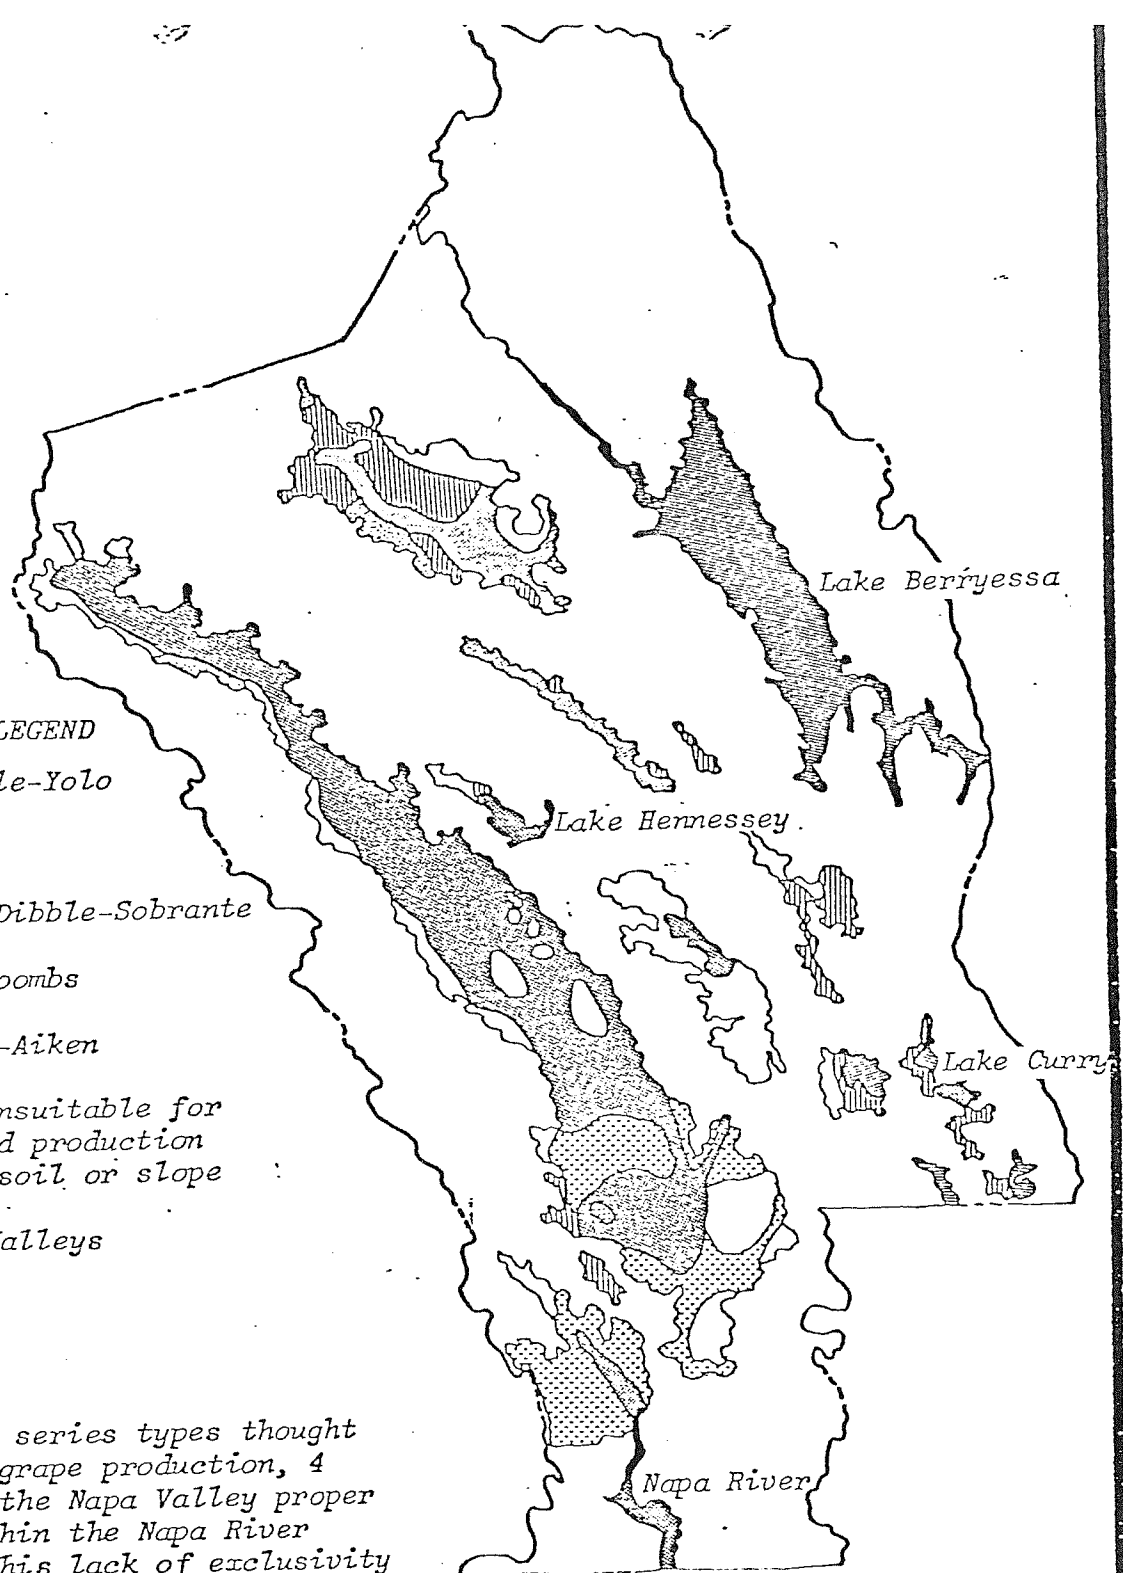 LEGEND
le-Yolo
Dibble-Sobrante
oombs
-Aiken
nsuitable for
d production
soil or slope
alleys
Lake Berryessa
Lake Hennessey
Lake Curry
Napa River
series types thought
grape production, 4
the Napa Valley proper
hin the Napa River
his lack of exclusivity